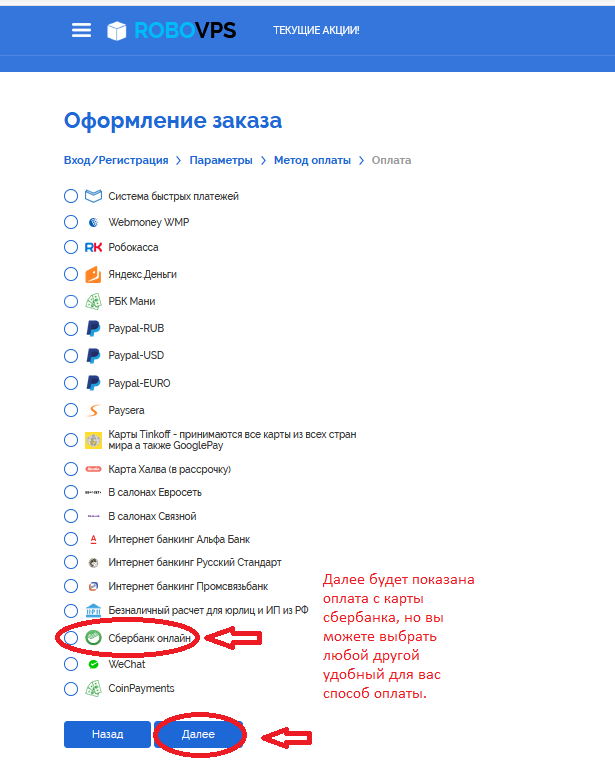 ROBOVPS
ТЕКУЩИЕ АКЦИИ!
Оформление заказа
Вход/Регистрация > Параметры > Метод оплаты > Оплата
Система быстрых платежей
Webmoney WMP
RK Робокасса
Яндекс.Деньги
РБК Мани
Paypal-RUB
Paypal-USD
Paypal-EURO
Paysera
Карты Tinkoff - принимаются все карты из всех стран
мира а также GooglePay
Карта Халва (в рассрочку)
В салонах Евросеть
В салонах Связной
Интернет банкинг Альфа Банк
Интернет банкинг Русский Стандарт
Интернет банкинг Промсвязьбанк
Безналичный расчет для юрлиц и ИП из РФ
Сбербанк онлайн
WeChat
CoinPayments
Далее будет показана
оплата с карты
сбербанка, но вы
можете выбрать
любой другой
удобный для вас
способ оплаты.
Назад
Далее